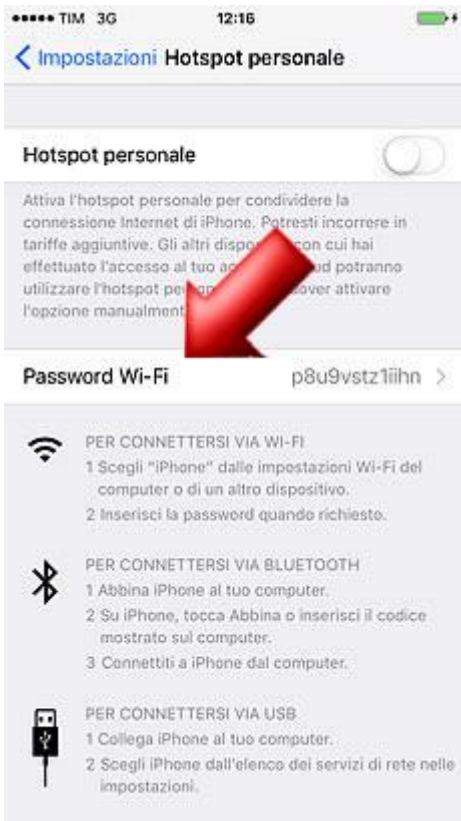 TIM 3G 12:16
Impostazioni Hotspot personale
Hotspot personale
Attiva l'hotspot personale per condividere la
connessione Internet di iPhone. Potresti incorrere in
tariffe aggiuntive. Gli altri con cui hai
effettuato l'accesso al tuo potranno
utilizzare l'hotspot attivare
l'opzione
Password Wi-Fi p8u9vstz1iihn
PER CONNETTERSI VIA WI-FI
1 Scegli "iPhone" dalle impostazioni Wi-Fi del
computer o di un altro dispositivo.
2 Inserisci la password quando richiesto.
PER CONNETTERSI VIA BLUETOOTH
1 Abbina iPhone al tuo computer.
2 Su iPhone, tocca Abbina o inserisci il codice
mostrato sul computer.
3 Connettiti a iPhone dal computer.
PER CONNETTERSI VIA USB
1 Collega iPhone al tuo computer.
2 Scegli iPhone dall'elenco dei servizi di rete nelle
impostazioni.